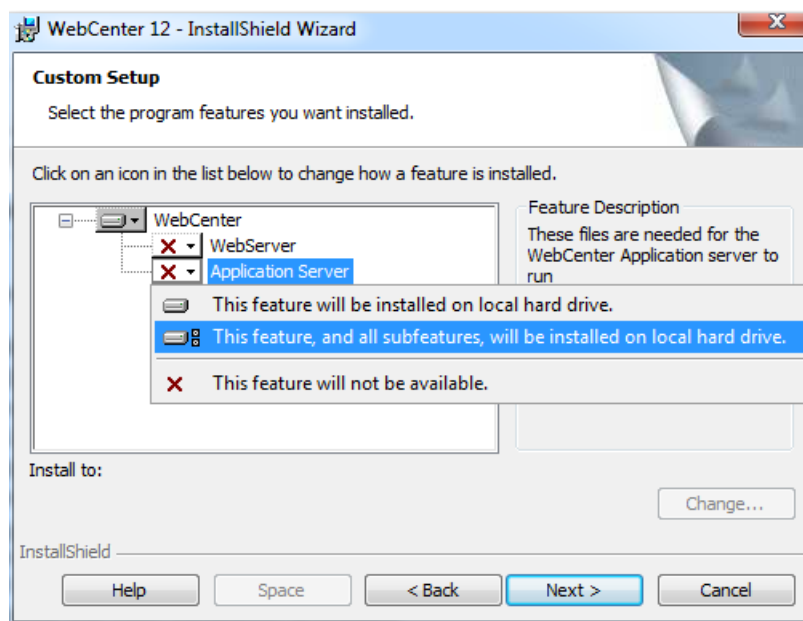 WebCenter 12 - InstallShield Wizard
Custom Setup
Select the program features you want installed.
Click on an icon in the list below to change how a feature is installed.
WebCenter
WebServer
Application Server
Feature Description
These files are needed for the
WebCenter Application server to
run
This feature will be installed on local hard drive.
This feature, and all subfeatures, will be installed on local hard drive.
This feature will not be available.
Install to:
Change...
InstallShield
Help
Space
< Back
Next >
Cancel